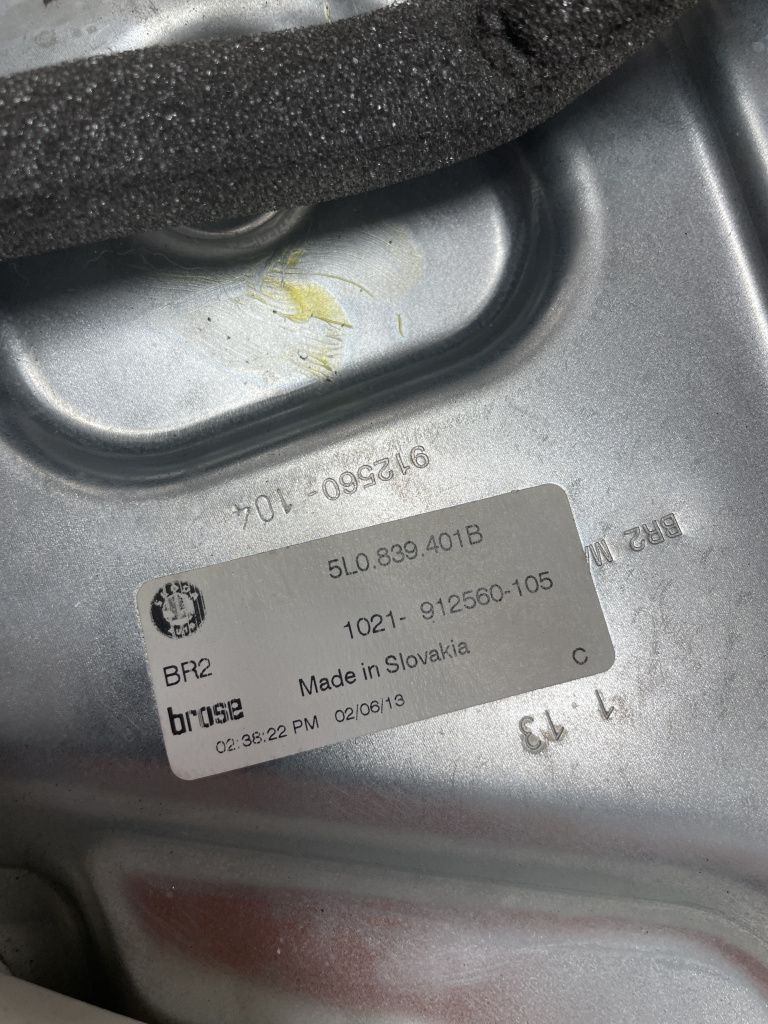 912560-104
BR2 M
5L0.839.401B
1021- 912560-105
BR2
Made in Slovakia
C
brose
02:38:22 PM 02/06/13
1.13